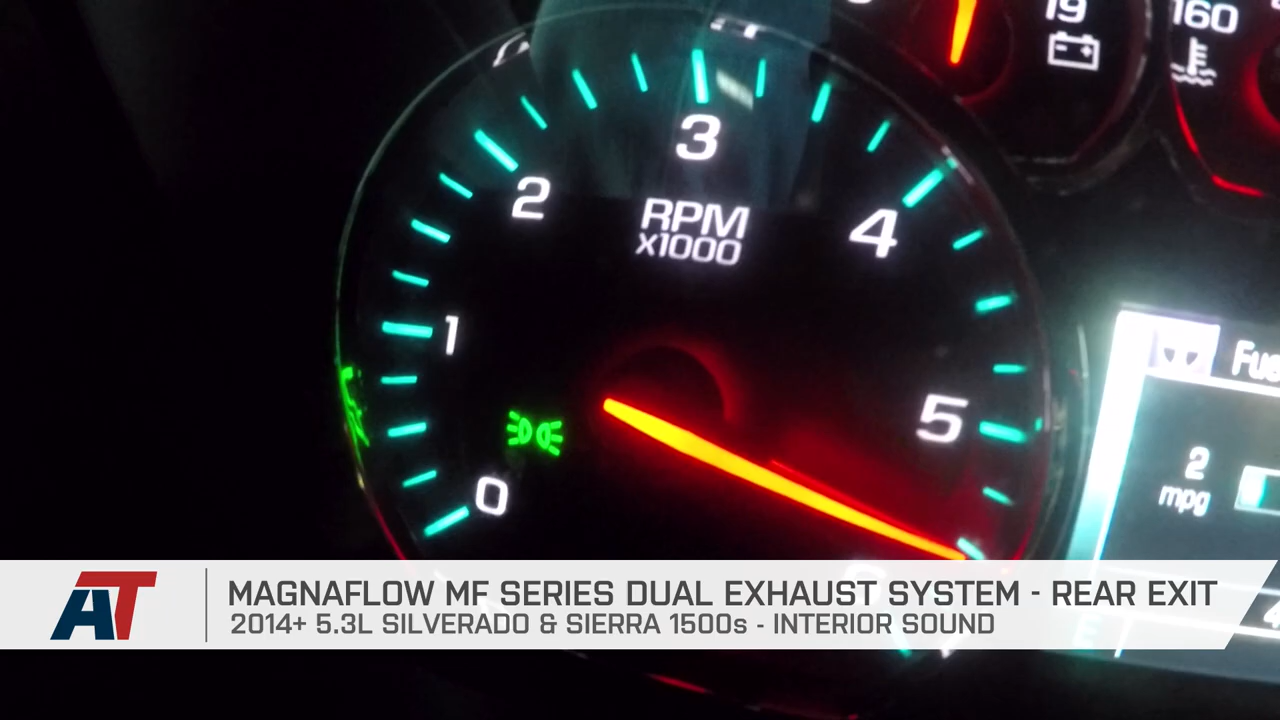 19
160
3
2
RPM
x1000
4
1
Fue
5
2
mpg
0
AT
MAGNAFLOW MF SERIES DUAL EXHAUST SYSTEM - REAR EXIT
2014+ 5.3L SILVERADO & SIERRA 1500s - INTERIOR SOUND